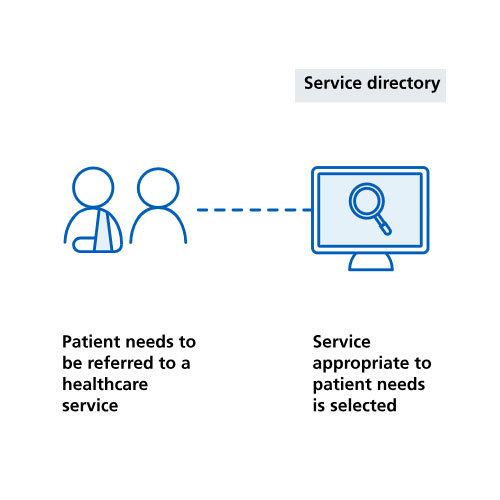 Service directory
Patient needs to
be referred to a
healthcare
service
Service
appropriate to
patient needs
is selected